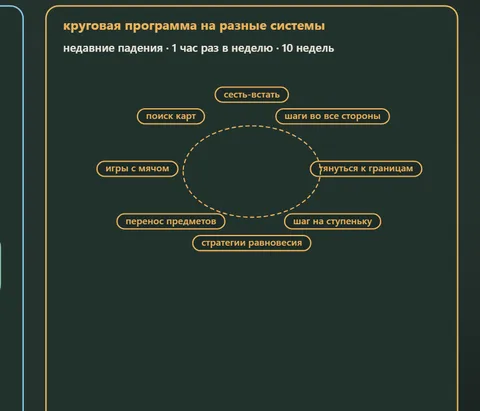 круговая программа на разные системы
недавние падения · 1 час раз в неделю · 10 недель
сесть-встать
поиск карт
шаги во все стороны
игры с мячом
тянуться к границам
перенос предметов
шаг на ступеньку
стратегии равновесия